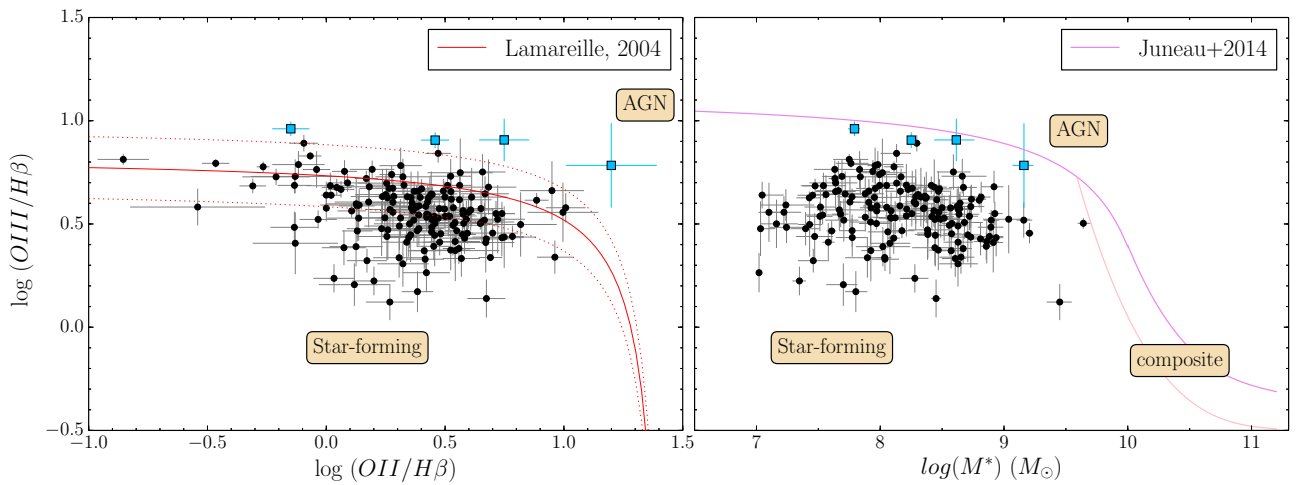 1.5
1.0
0.5
0.0
−0.5
log (OIII/Hβ)
Lamareille, 2004
AGN
Star-forming
−1.0 −0.5 0.0 0.5 1.0 1.5
log (OII/Hβ)
Juneau+2014
AGN
Star-forming
composite
7 8 9 10 11
log(M*) (M⊙)